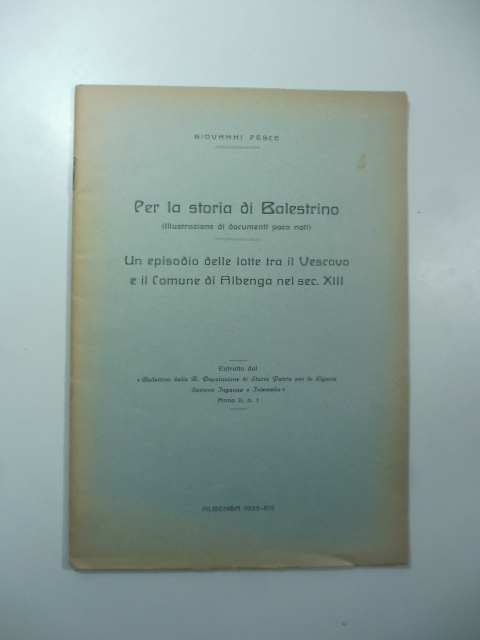 GIOVANNI PESCE
Per la storia di Balestrino
(Illustrazione di documenti poco noti)
Un episodio delle lotte tra il Vescovo
e il Comune di Albenga nel sec. XIII
Estratto dal
« Bollettino della R. Deputazione di Storia Patria per la Liguria
Sezione Ingauna e Intemelia »
Anno II, n. 1
ALBENGA 1935-XIII